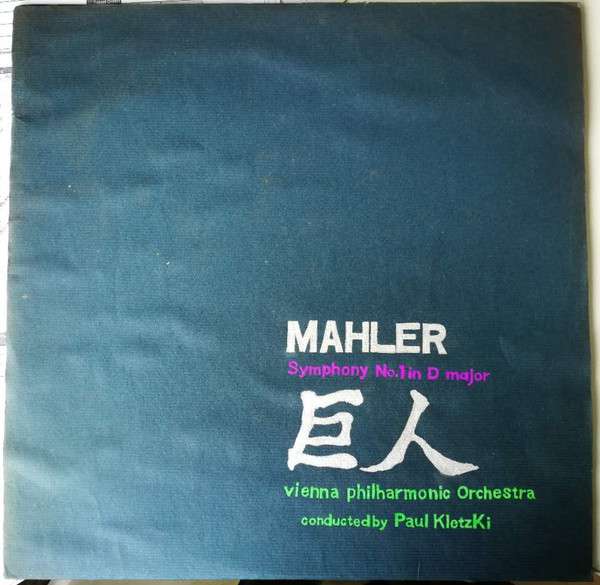 MAHLER
Symphony No.1 in D major
巨人
vienna philharmonic Orchestra
conducted by Paul KletzKi